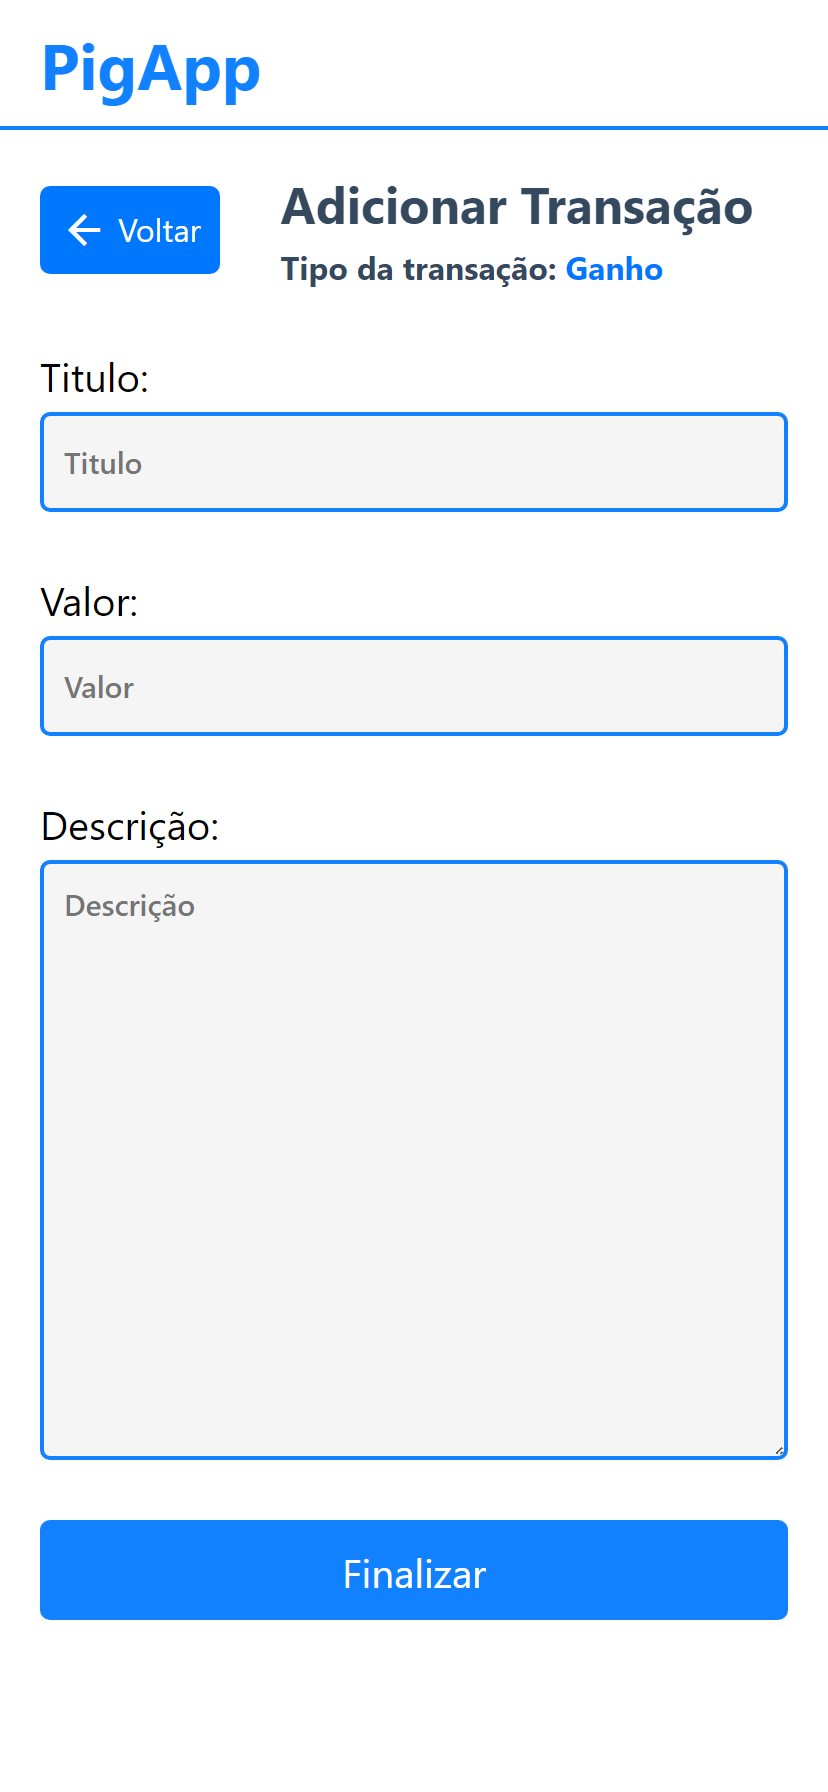 PigApp
Voltar
Adicionar Transação
Tipo da transação: Ganho
Titulo:
Titulo
Valor:
Valor
Descrição:
Descrição
Finalizar